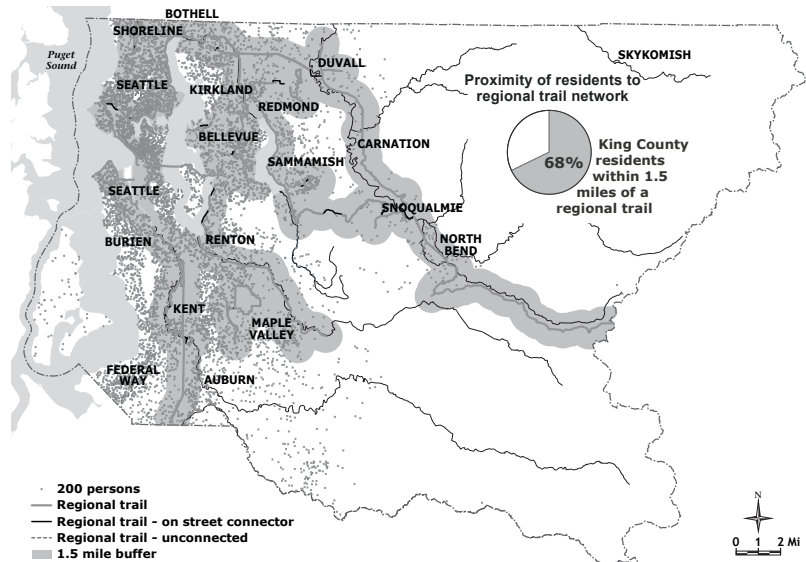 BOTHELL
SHORELINE
Puget
Sound
DUVALL
SKYKOMISH
SEATTLE
KIRKLAND
REDMOND
Proximity of residents to
regional trail network
BELLEVUE
CARNATION
68%
King County
residents
within 1.5
miles of a
regional trail
SAMMAMISH
SEATTLE
SNOQUALMIE
BURIEN
RENTON
NORTH
BEND
KENT
MAPLE
VALLEY
FEDERAL
WAY
AUBURN
200 persons
Regional trail
Regional trail - on street connector
Regional trail - unconnected
1.5 mile buffer
N
0 1 2 Mi